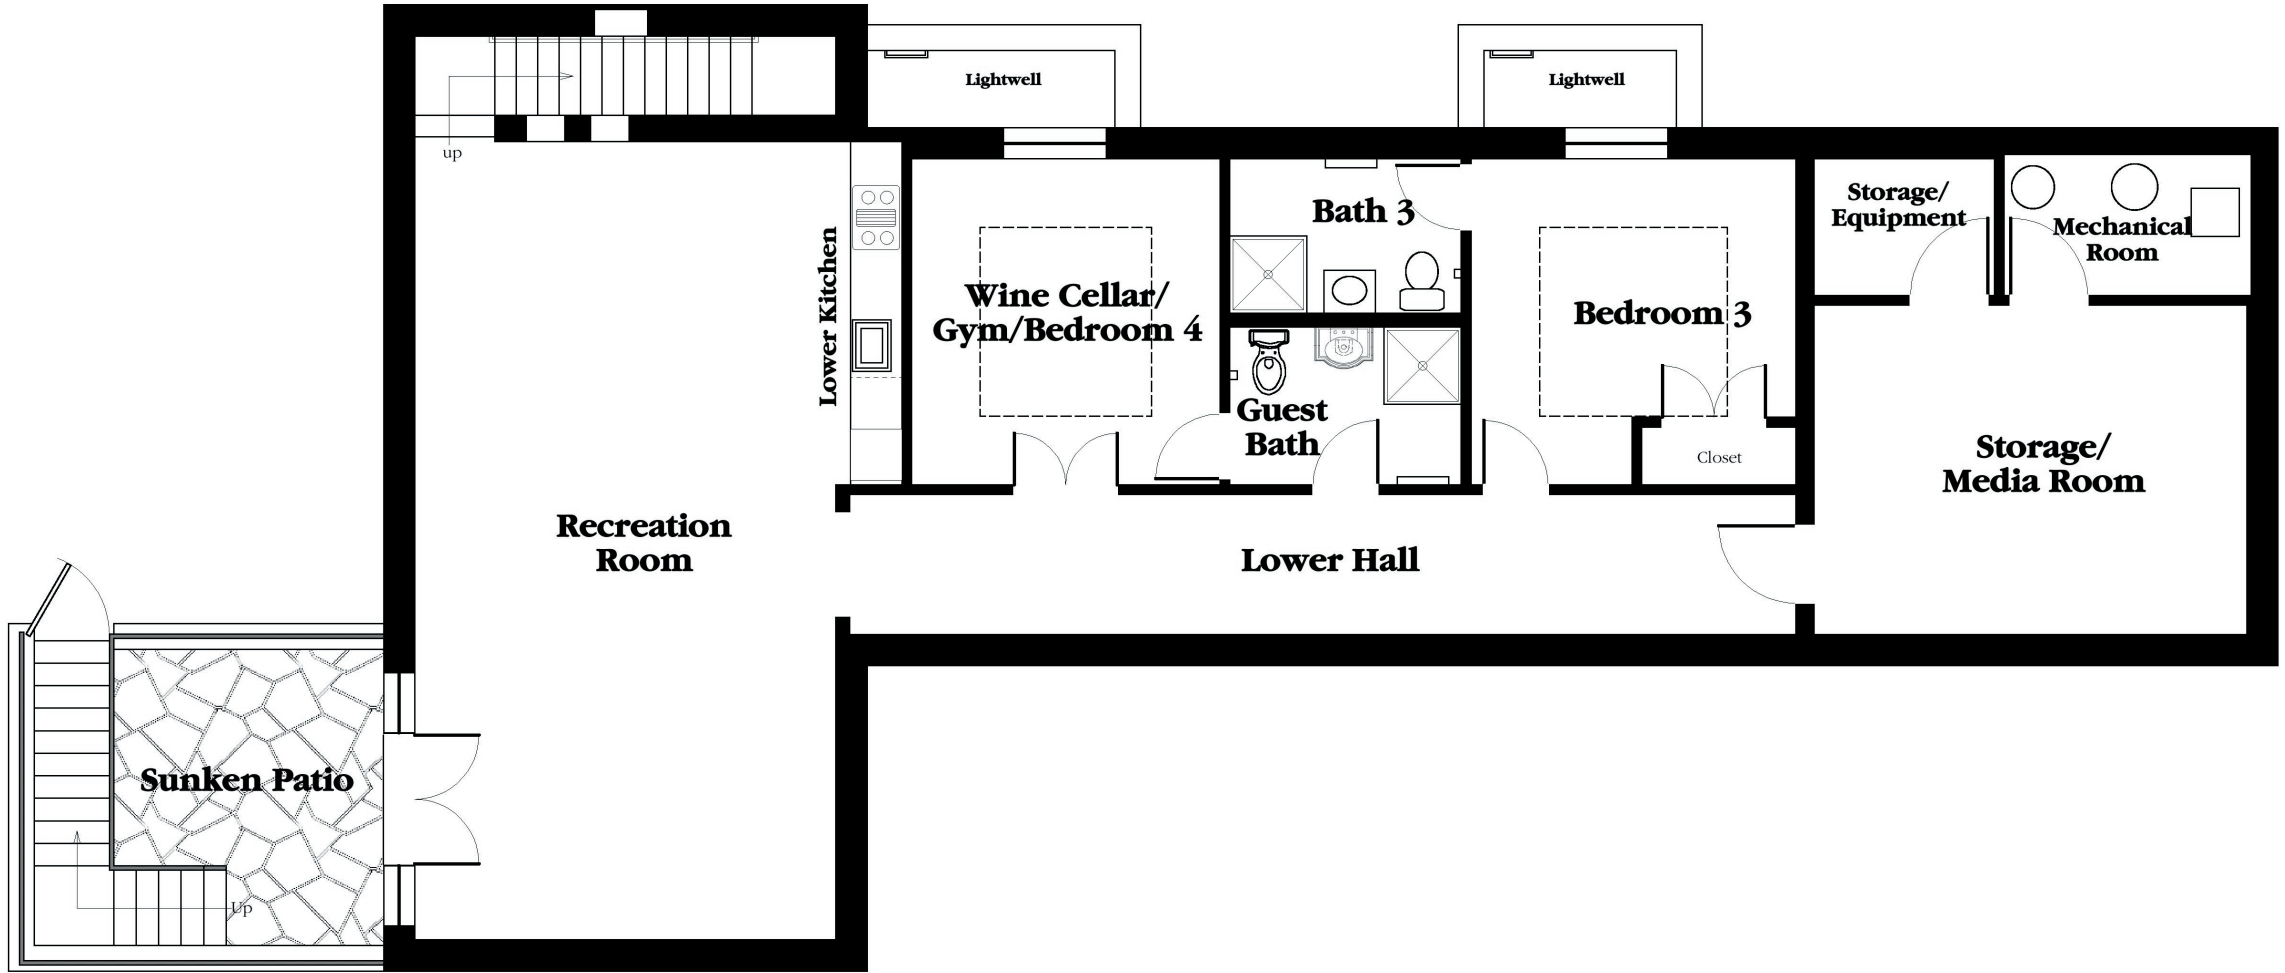 Lightwell
Lightwell
up
Storage/
Equipment
Mechanical
Room
Bath 3
Lower Kitchen
Wine Cellar/
Gym/Bedroom 4
Bedroom 3
Guest
Bath
Closet
Storage/
Media Room
Recreation
Room
Lower Hall
Sunken Patio
Up